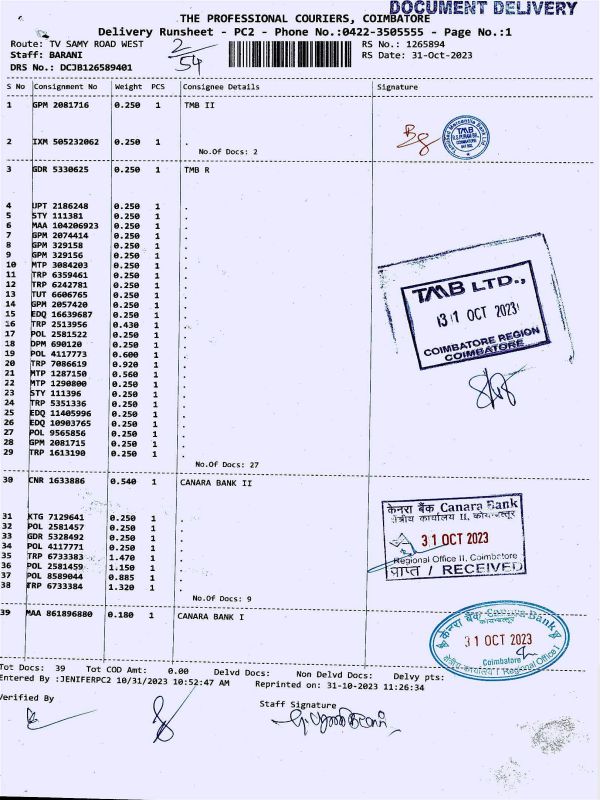 DOCUMENT DELIVERY
THE PROFESSIONAL COURIERS, COIMBATORE
Delivery Runsheet - PC2 - Phone No.:0422-3505555 - Page No.:1
Route: TV SAMY ROAD WEST
Staff: BARANI
DRS No.: DCJB126589401
2/54
RS No.: 1265894
RS Date: 31-Oct-2023
S No Consignment No Weight PCS Consignee Details Signature
1 GPM 2081716 0.250 1 TMB II
2 IXM 505232062 0.250 1 .
No.Of Docs: 2
3 GDR 5330625 0.250 1 TMB R
4 UPT 2186248 0.250 1 .
5 STY 111381 0.250 1 .
6 MAA 104206923 0.250 1 .
7 GPM 2074414 0.250 1 .
8 GPM 329158 0.250 1 .
9 GPM 329156 0.250 1 .
10 MTP 3084203 0.250 1 .
11 TRP 6359461 0.250 1 .
12 TRP 6242781 0.250 1 .
13 TUT 6606765 0.250 1 .
14 GPM 2057420 0.250 1 .
15 EDQ 16639687 0.250 1 .
16 TRP 2513956 0.430 1 .
17 POL 2581522 0.250 1 .
18 DPM 690120 0.250 1 .
19 POL 4117773 0.600 1 .
20 TRP 7086619 0.920 1 .
21 MTP 1287150 0.560 1 .
22 MTP 1290800 0.250 1 .
23 STY 111396 0.250 1 .
24 TRP 5351336 0.250 1 .
25 EDQ 11405996 0.250 1 .
26 EDQ 10903765 0.250 1 .
27 POL 9565856 0.250 1 .
28 GPM 2081715 0.250 1 .
29 TRP 1613190 0.250 1 .
No.Of Docs: 27
TMB LTD.,
31 OCT 2023
COIMBATORE REGION
COIMBATORE
30 CNR 1633886 0.540 1 CANARA BANK II
31 KTG 7129641 0.250 1 .
32 POL 2581457 0.250 1 .
33 GDR 5328492 0.250 1 .
34 POL 4117771 0.250 1 .
35 TRP 6733383 1.470 1 .
36 POL 2581459 1.150 1 .
37 POL 8589044 0.885 1 .
38 TRP 6733384 1.320 1 .
No.Of Docs: 9
केनरा बैंक Canara Bank
क्षेत्रीय कार्यालय II, कोयम्बत्तूर
31 OCT 2023
Regional Office II, Coimbatore
प्राप्त / RECEIVED
39 MAA 861896880 0.180 1 CANARA BANK I
केनरा बैंक Canara Bank
31 OCT 2023
Coimbatore
Regional Office I
Tot Docs: 39 Tot COD Amt: 0.00 Delvd Docs: Non Delvd Docs: Delvy pts:
Entered By :JENIFERPC2 10/31/2023 10:52:47 AM Reprinted on: 31-10-2023 11:26:34
Verified By
Staff Signature